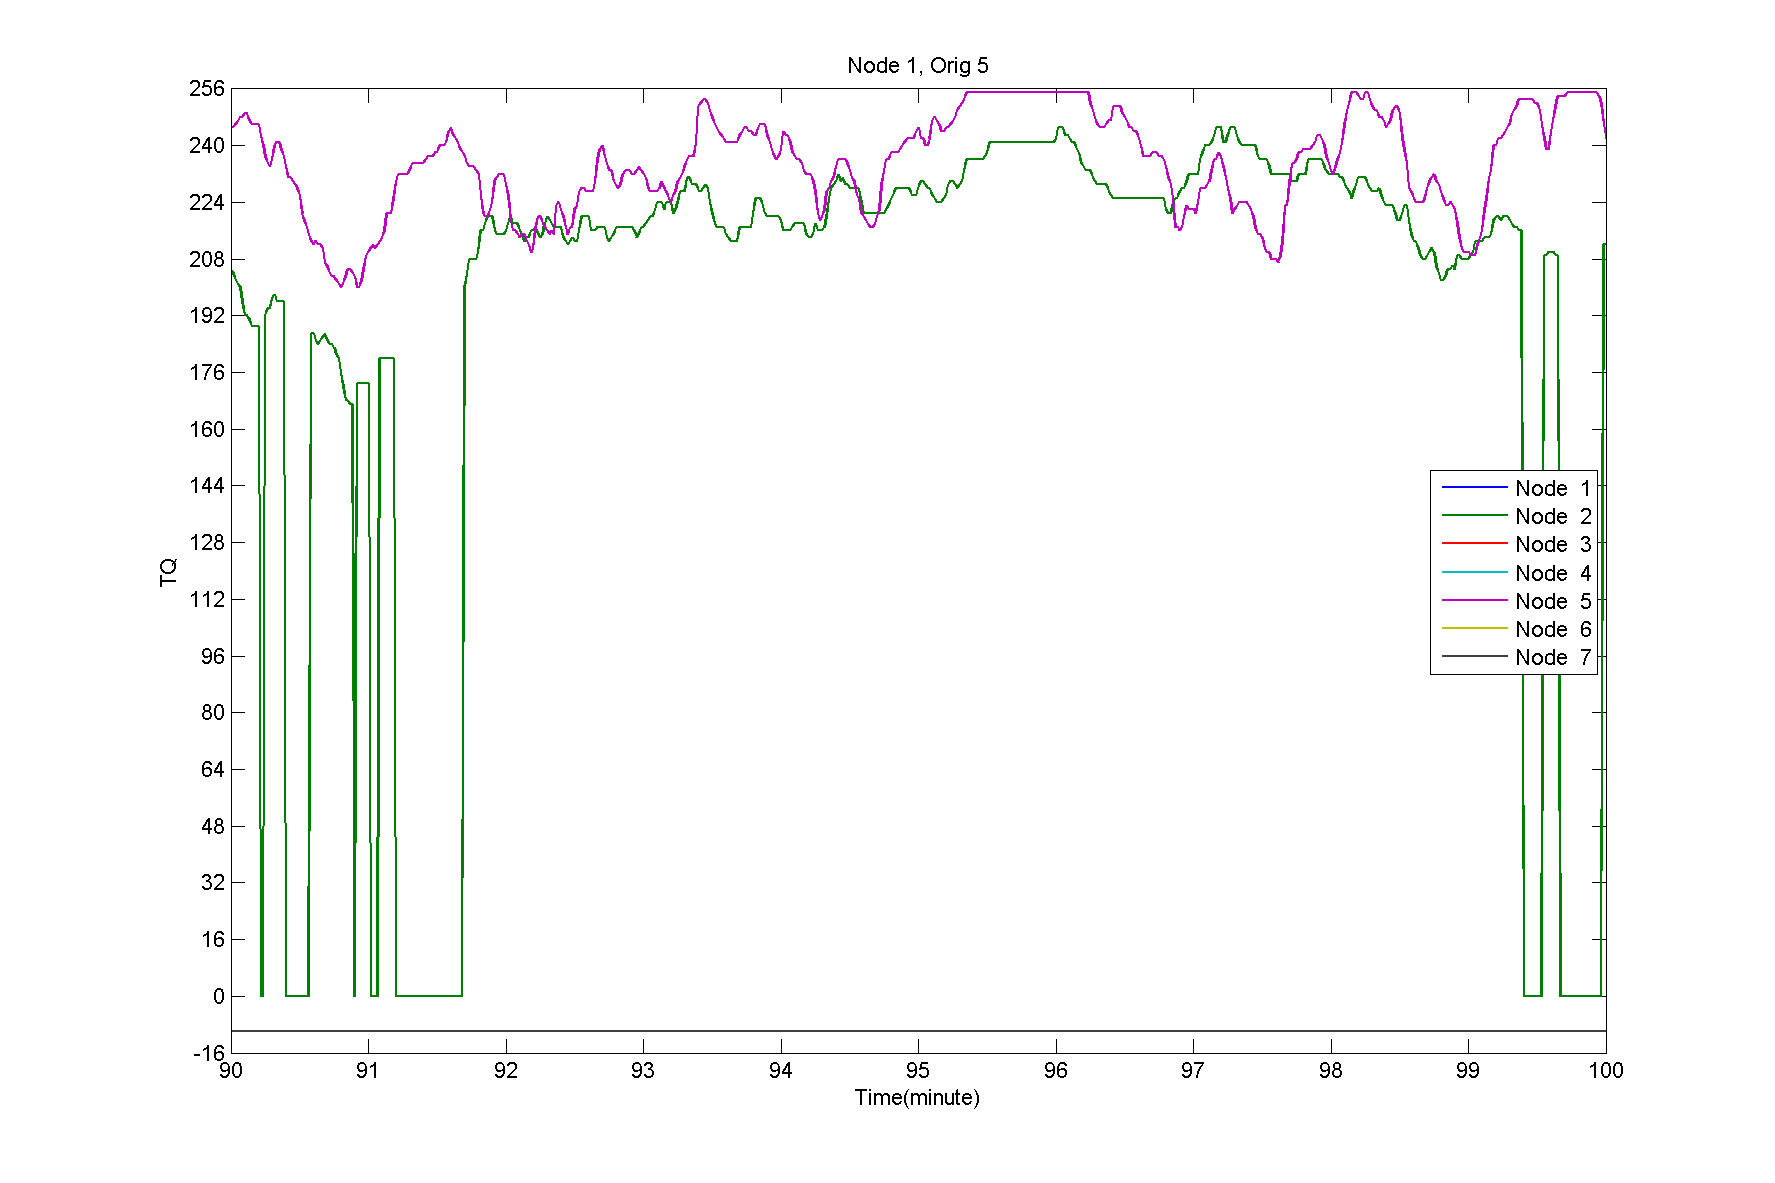 Node 1, Orig 5
256
240
224
208
192
176
160
144
128
112
96
80
64
48
32
16
0
-16
TQ
Node 1
Node 2
Node 3
Node 4
Node 5
Node 6
Node 7
90 91 92 93 94 95 96 97 98 99 100
Time(minute)